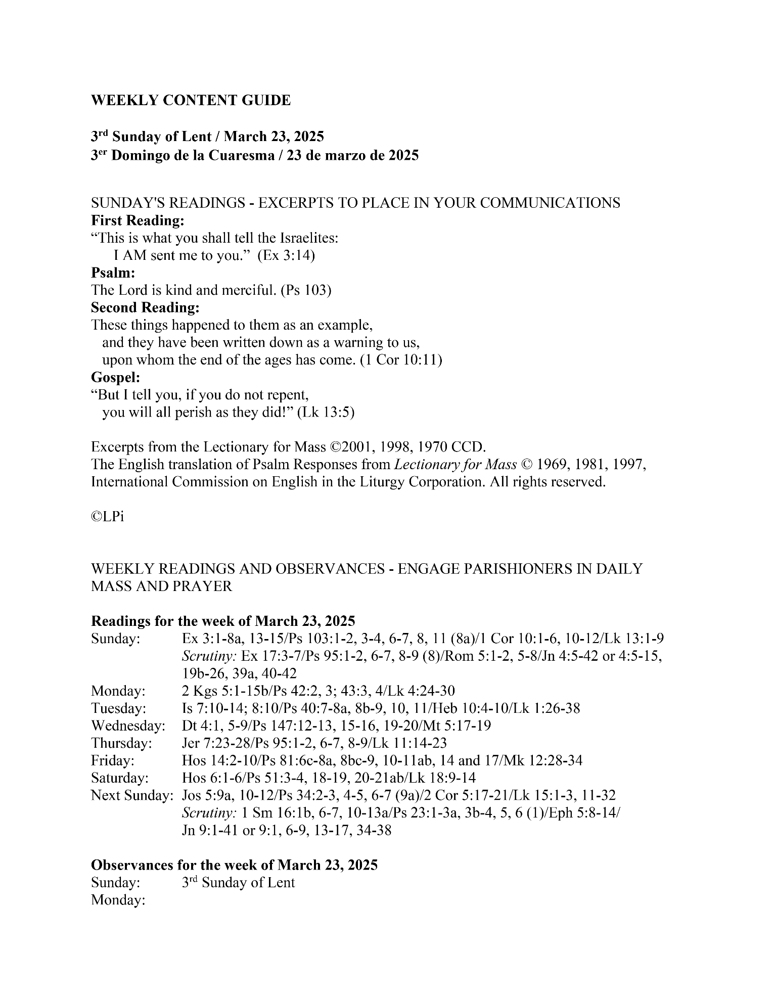 WEEKLY CONTENT GUIDE
3rd Sunday of Lent / March 23, 2025
3er Domingo de la Cuaresma / 23 de marzo de 2025
SUNDAY'S READINGS - EXCERPTS TO PLACE IN YOUR COMMUNICATIONS
First Reading:
“This is what you shall tell the Israelites:
I AM sent me to you.” (Ex 3:14)
Psalm:
The Lord is kind and merciful. (Ps 103)
Second Reading:
These things happened to them as an example,
and they have been written down as a warning to us,
upon whom the end of the ages has come. (1 Cor 10:11)
Gospel:
“But I tell you, if you do not repent,
you will all perish as they did!” (Lk 13:5)
Excerpts from the Lectionary for Mass ©2001, 1998, 1970 CCD.
The English translation of Psalm Responses from Lectionary for Mass © 1969, 1981, 1997,
International Commission on English in the Liturgy Corporation. All rights reserved.
©LPi
WEEKLY READINGS AND OBSERVANCES - ENGAGE PARISHIONERS IN DAILY
MASS AND PRAYER
Readings for the week of March 23, 2025
Sunday: Ex 3:1-8a, 13-15/Ps 103:1-2, 3-4, 6-7, 8, 11 (8a)/1 Cor 10:1-6, 10-12/Lk 13:1-9
Scrutiny: Ex 17:3-7/Ps 95:1-2, 6-7, 8-9 (8)/Rom 5:1-2, 5-8/Jn 4:5-42 or 4:5-15,
19b-26, 39a, 40-42
Monday: 2 Kgs 5:1-15b/Ps 42:2, 3; 43:3, 4/Lk 4:24-30
Tuesday: Is 7:10-14; 8:10/Ps 40:7-8a, 8b-9, 10, 11/Heb 10:4-10/Lk 1:26-38
Wednesday: Dt 4:1, 5-9/Ps 147:12-13, 15-16, 19-20/Mt 5:17-19
Thursday: Jer 7:23-28/Ps 95:1-2, 6-7, 8-9/Lk 11:14-23
Friday: Hos 14:2-10/Ps 81:6c-8a, 8bc-9, 10-11ab, 14 and 17/Mk 12:28-34
Saturday: Hos 6:1-6/Ps 51:3-4, 18-19, 20-21ab/Lk 18:9-14
Next Sunday: Jos 5:9a, 10-12/Ps 34:2-3, 4-5, 6-7 (9a)/2 Cor 5:17-21/Lk 15:1-3, 11-32
Scrutiny: 1 Sm 16:1b, 6-7, 10-13a/Ps 23:1-3a, 3b-4, 5, 6 (1)/Eph 5:8-14/
Jn 9:1-41 or 9:1, 6-9, 13-17, 34-38
Observances for the week of March 23, 2025
Sunday: 3rd Sunday of Lent
Monday: